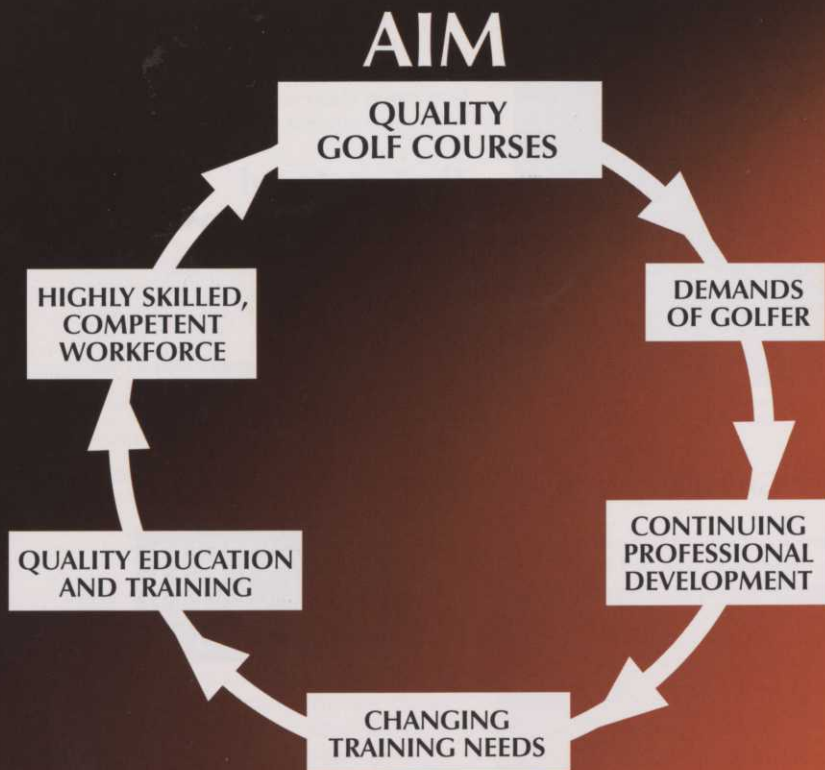 AIM
QUALITY
GOLF COURSES
DEMANDS
OF GOLFER
CONTINUING
PROFESSIONAL
DEVELOPMENT
CHANGING
TRAINING NEEDS
QUALITY EDUCATION
AND TRAINING
HIGHLY SKILLED,
COMPETENT
WORKFORCE